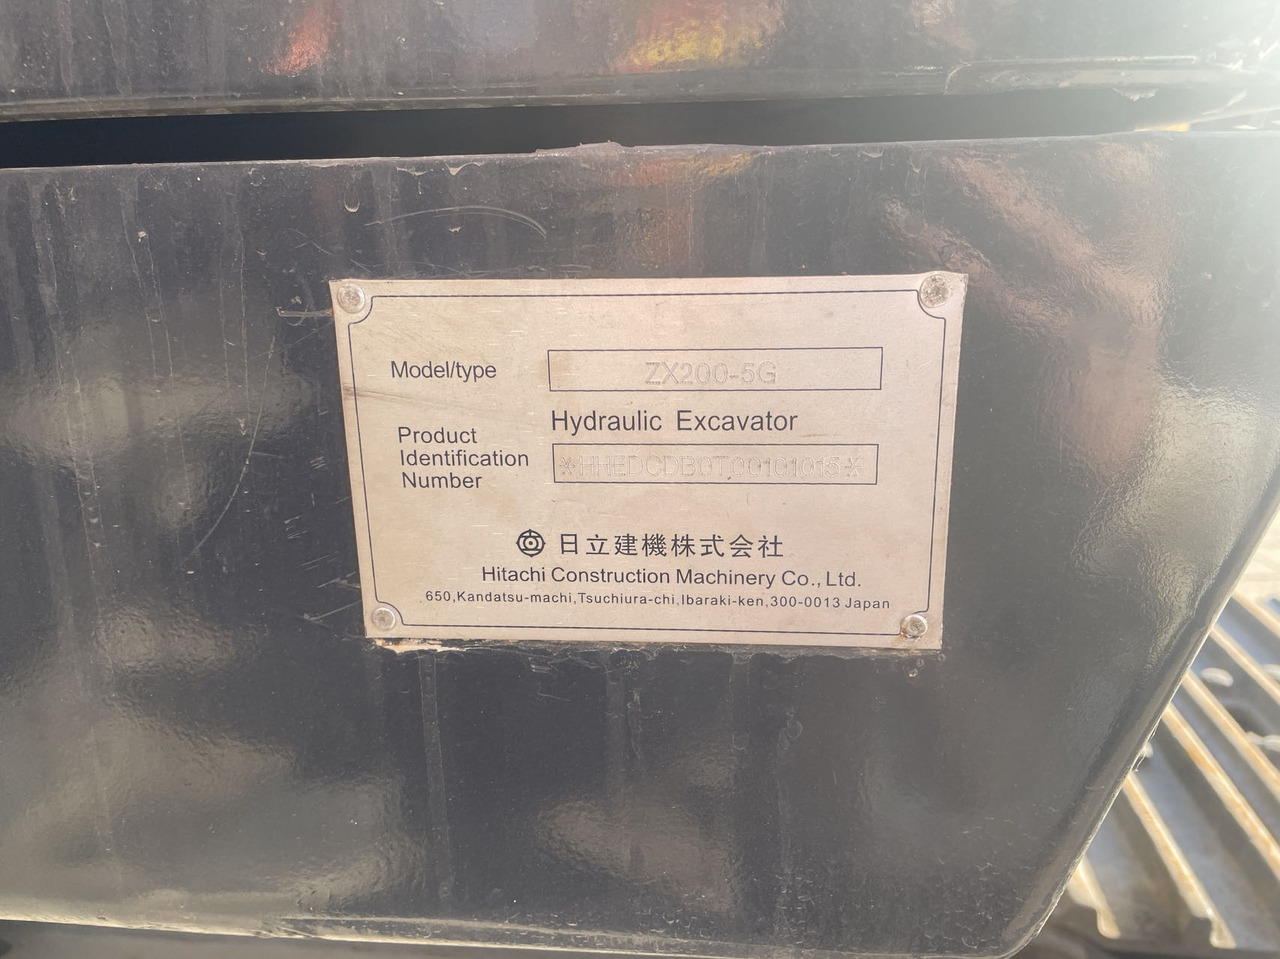 Model/type ZX200-5G
Hydraulic Excavator
Product
Identification
Number
*HHEDCDB0T00101015*
日立建機株式会社
Hitachi Construction Machinery Co., Ltd.
650,Kandatsu-machi,Tsuchiura-chi,Ibaraki-ken,300-0013 Japan